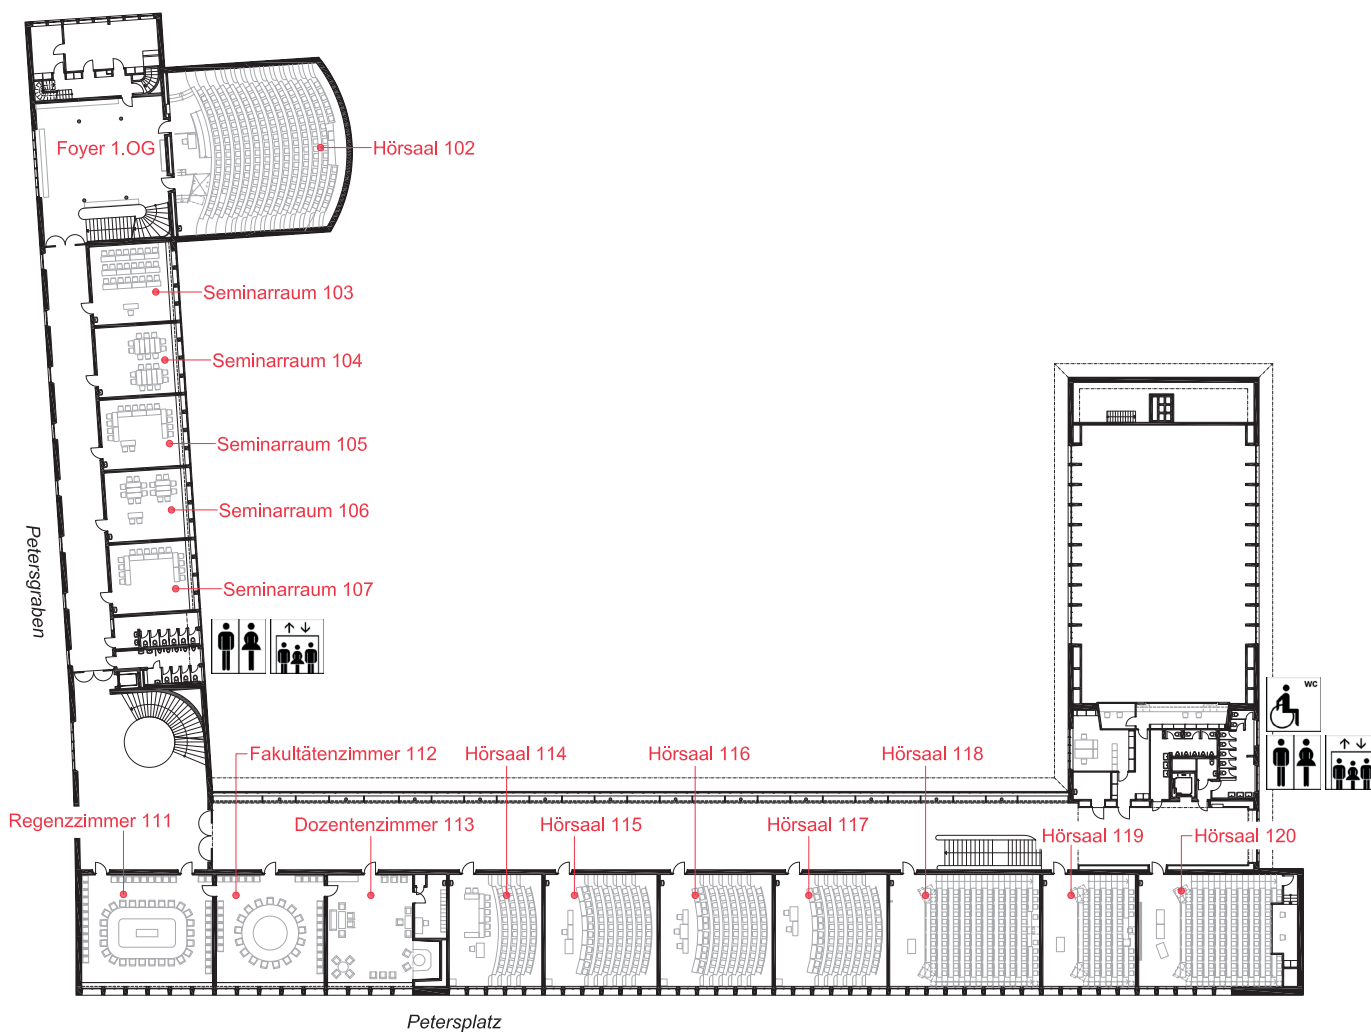 Foyer 1.OG
Hörsaal 102
Seminarraum 103
Seminarraum 104
Seminarraum 105
Seminarraum 106
Petersgraben
Seminarraum 107
WC
Fakultätenzimmer 112
Hörsaal 114
Hörsaal 116
Hörsaal 118
Regenzzimmer 111
Dozentenzimmer 113
Hörsaal 115
Hörsaal 117
Hörsaal 119
Hörsaal 120
Petersplatz